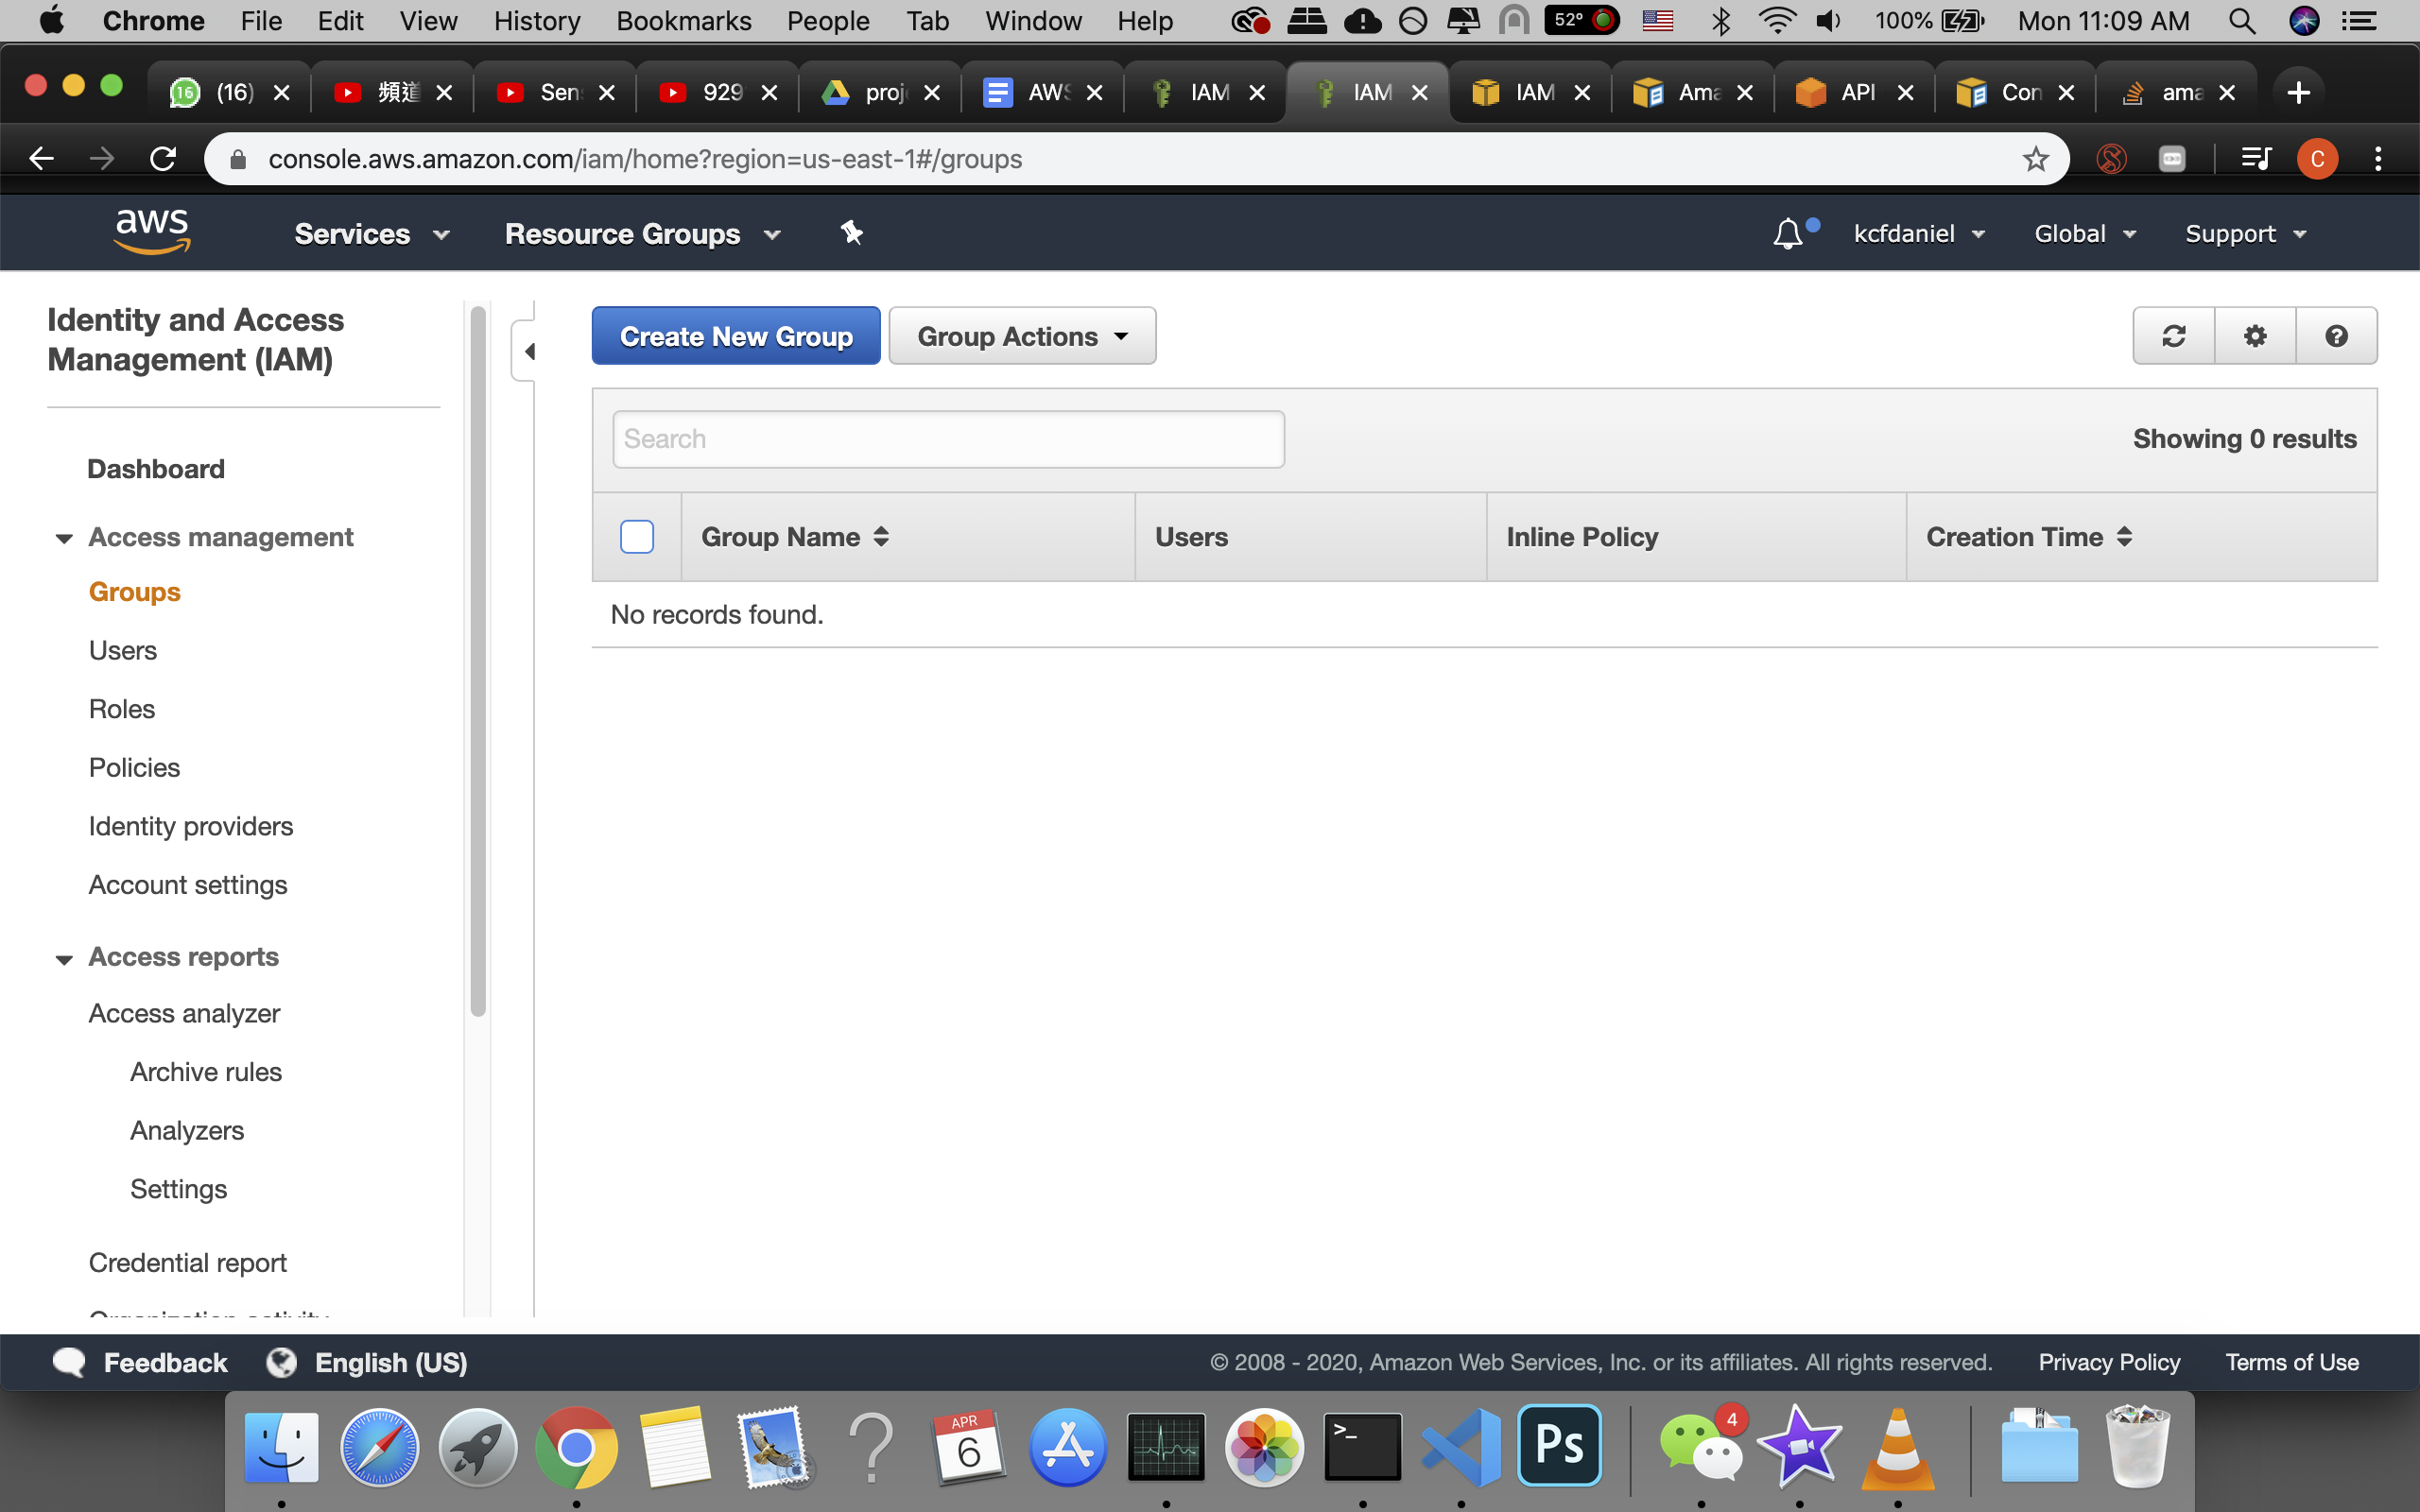 Chrome File Edit View History Bookmarks People Tab Window Help 52° 100% Mon 11:09 AM
16 (16) 頻道 Sen 929 proj AWS IAM IAM IAM Ama API Con ama
console.aws.amazon.com/iam/home?region=us-east-1#/groups C
aws Services Resource Groups kcfdaniel Global Support
Identity and Access
Management (IAM)
Dashboard
Access management
Groups
Users
Roles
Policies
Identity providers
Account settings
Access reports
Access analyzer
Archive rules
Analyzers
Settings
Credential report
Organization activity
Create New Group Group Actions
Search Showing 0 results
Group Name Users Inline Policy Creation Time
No records found.
Feedback English (US) © 2008 - 2020, Amazon Web Services, Inc. or its affiliates. All rights reserved. Privacy Policy Terms of Use
APR
6
>_
Ps
4